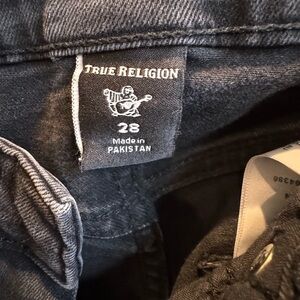 TRUE RELIGION
28
Made in
PAKISTAN